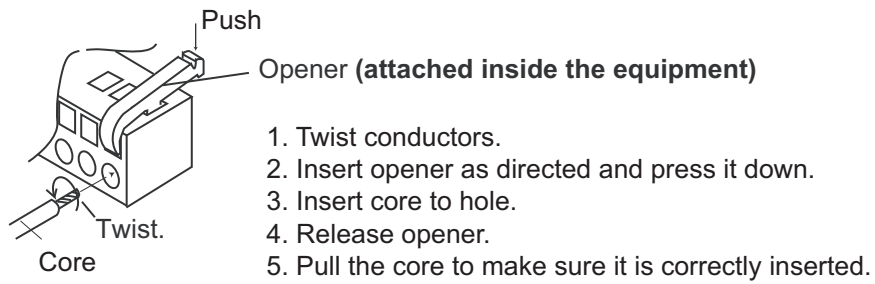 Push
Opener (attached inside the equipment)
1. Twist conductors.
2. Insert opener as directed and press it down.
3. Insert core to hole.
4. Release opener.
5. Pull the core to make sure it is correctly inserted.
Twist.
Core